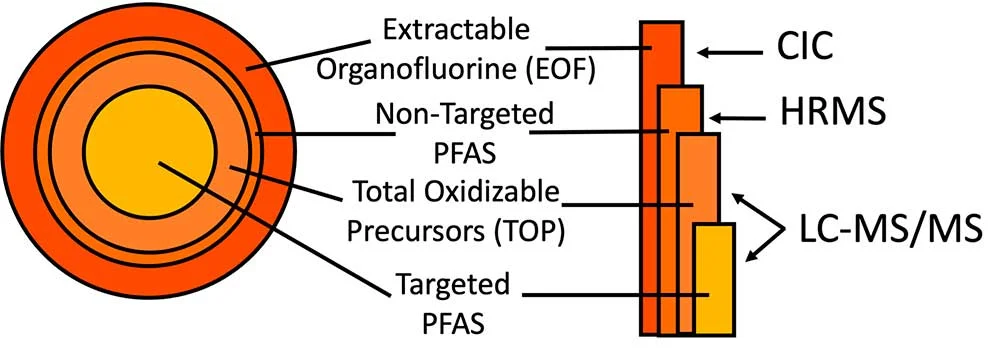 Extractable
Organofluorine (EOF)
Non-Targeted
PFAS
Total Oxidizable
Precursors (TOP)
Targeted
PFAS
CIC
HRMS
LC-MS/MS